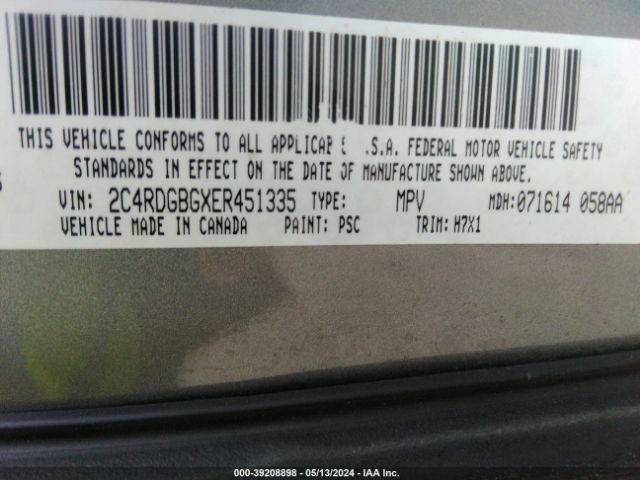 THIS VEHICLE CONFORMS TO ALL .S.A. FEDERAL MOTOR VEHICLE SAFETY
STANDARDS IN EFFECT ON THE DATE OF MANUFACTURE SHOWN ABOVE.
VIN: 2C4RDGBGXER451335 TYPE: MPV MDH: 071614 058AA
VEHICLE MADE IN CANADA PAINT: PSC TRIM: H7X1
000-39208898 - 05/13/2024 - IAA Inc.